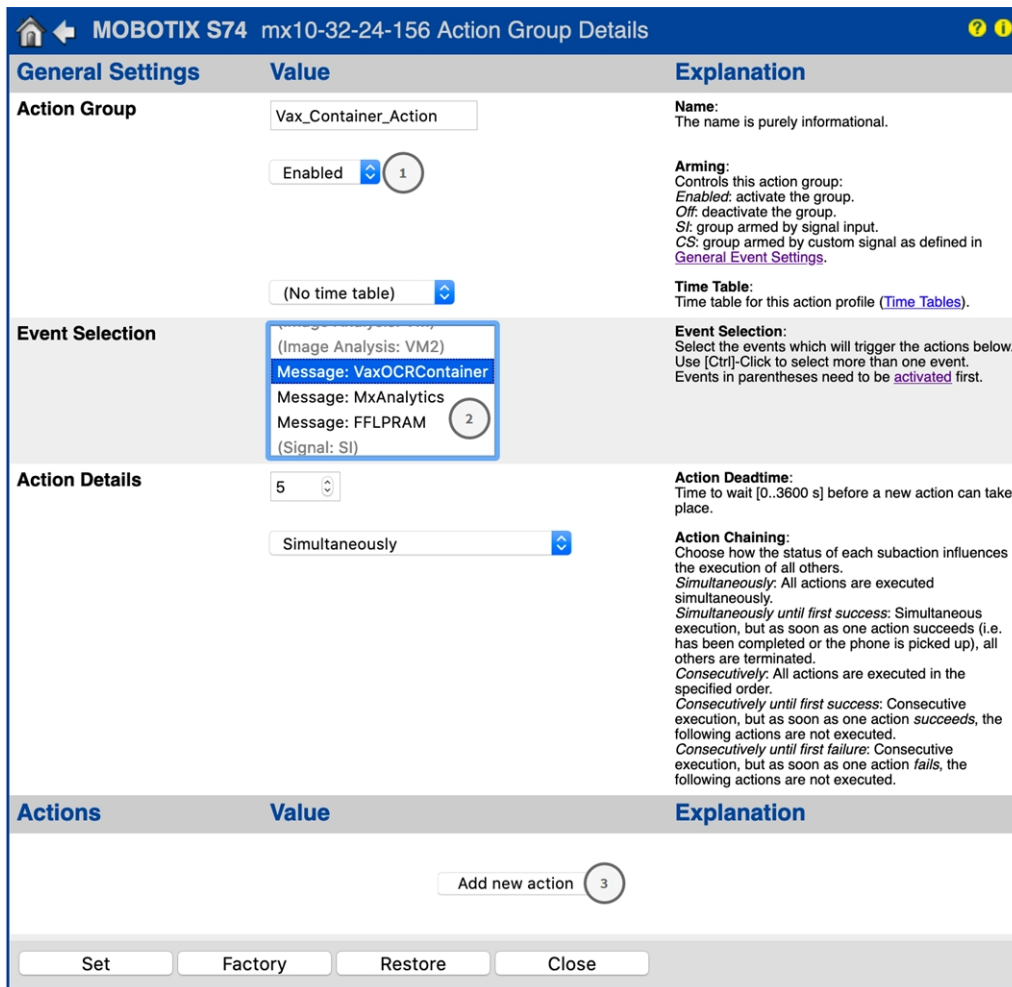 MOBOTIX S74 mx10-32-24-156 Action Group Details ? i
General Settings Value Explanation
Action Group
Vax_Container_Action
Name:
The name is purely informational.
Enabled
1
Arming:
Controls this action group:
Enabled: activate the group.
Off: deactivate the group.
SI: group armed by signal input.
CS: group armed by custom signal as defined in
General Event Settings.
(No time table)
Time Table:
Time table for this action profile (Time Tables).
Event Selection
(Image Analysis: VM2)
Message: VaxOCRContainer
Message: MxAnalytics
Message: FFLPRAM
2
(Signal: SI)
Event Selection:
Select the events which will trigger the actions below.
Use [Ctrl]-Click to select more than one event.
Events in parentheses need to be activated first.
Action Details
5
Action Deadtime:
Time to wait [0..3600 s] before a new action can take
place.
Simultaneously
Action Chaining:
Choose how the status of each subaction influences
the execution of all others.
Simultaneously: All actions are executed
simultaneously.
Simultaneously until first success: Simultaneous
execution, but as soon as one action succeeds (i.e.
has been completed or the phone is picked up), all
others are terminated.
Consecutively: All actions are executed in the
specified order.
Consecutively until first success: Consecutive
execution, but as soon as one action succeeds, the
following actions are not executed.
Consecutively until first failure: Consecutive
execution, but as soon as one action fails, the
following actions are not executed.
Actions Value Explanation
Add new action
3
Set Factory Restore Close